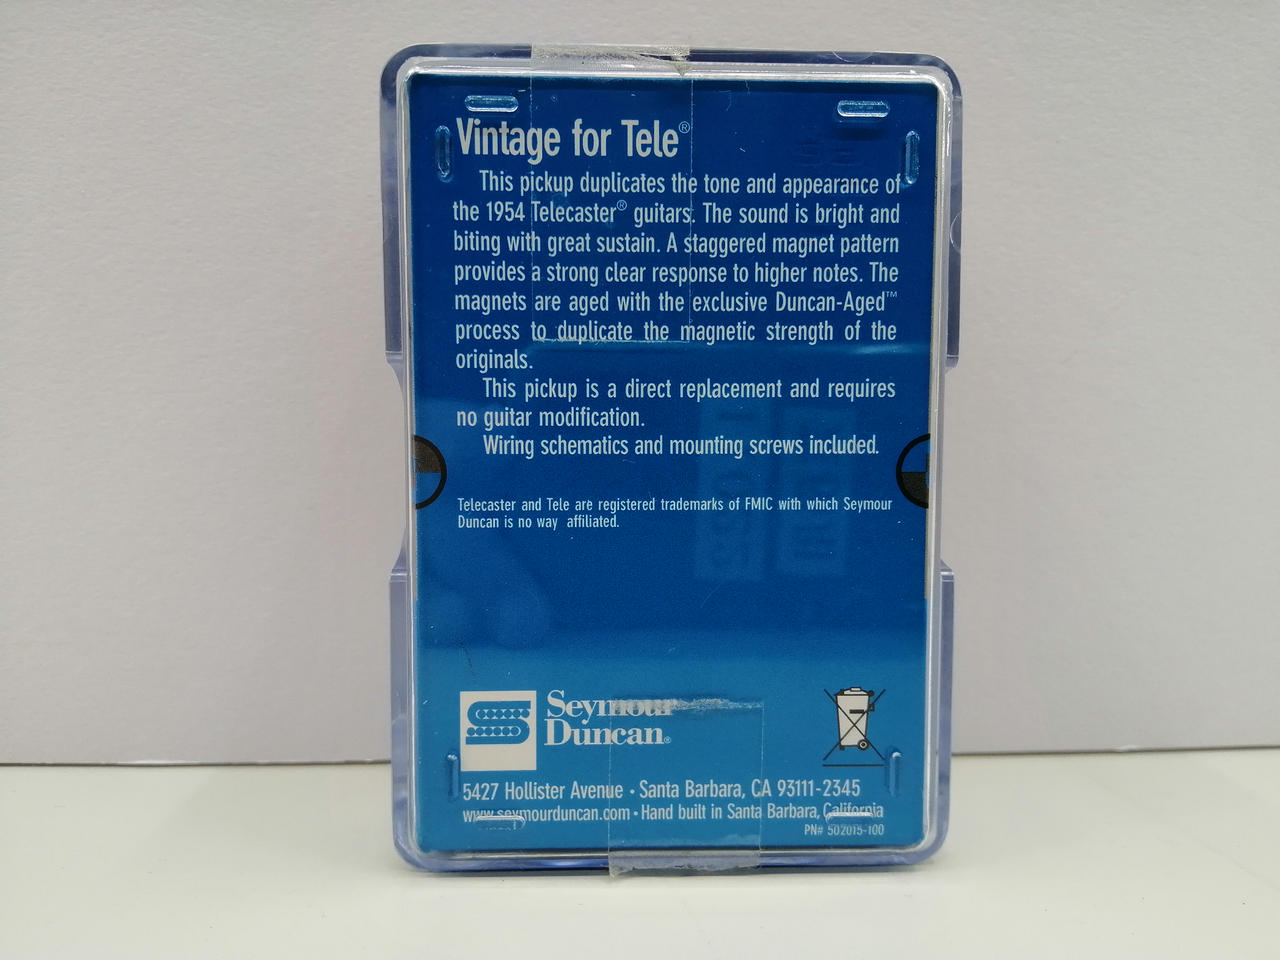 Vintage for Tele®
This pickup duplicates the tone and appearance of
the 1954 Telecaster® guitars. The sound is bright and
biting with great sustain. A staggered magnet pattern
provides a strong clear response to higher notes. The
magnets are aged with the exclusive Duncan-Aged™
process to duplicate the magnetic strength of the
originals.
This pickup is a direct replacement and requires
no guitar modification.
Wiring schematics and mounting screws included.
Telecaster and Tele are registered trademarks of FMIC with which Seymour
Duncan is no way affiliated.
Seymour
Duncan®
5427 Hollister Avenue • Santa Barbara, CA 93111-2345
www.seymourduncan.com • Hand built in Santa Barbara, California
PN# 502015-100